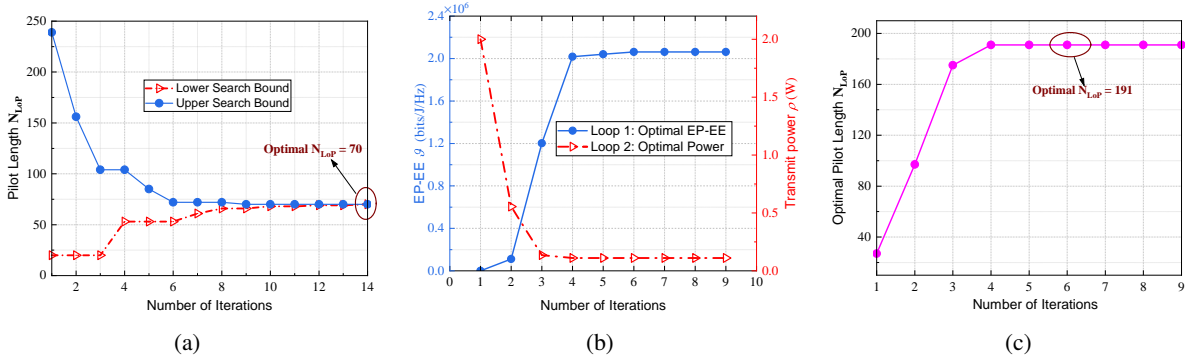 250
200
150
100
50
0
Pilot Length N_LoP
Lower Search Bound
Upper Search Bound
Optimal N_LoP = 70
2 4 6 8 10 12 14
Number of Iterations
(a)
2.4 ×10^6
2.0
1.6
1.2
0.8
0.4
0.0
EP-EE ϑ (bits/J/Hz)
Loop 1: Optimal EP-EE
Loop 2: Optimal Power
2.0
1.5
1.0
0.5
0.0
Transmit power ρ (W)
0 1 2 3 4 5 6 7 8 9 10
Number of Iterations
(b)
200
160
120
80
40
Optimal Pilot Length N_LoP
Optimal N_LoP = 191
1 2 3 4 5 6 7 8 9
Number of Iterations
(c)